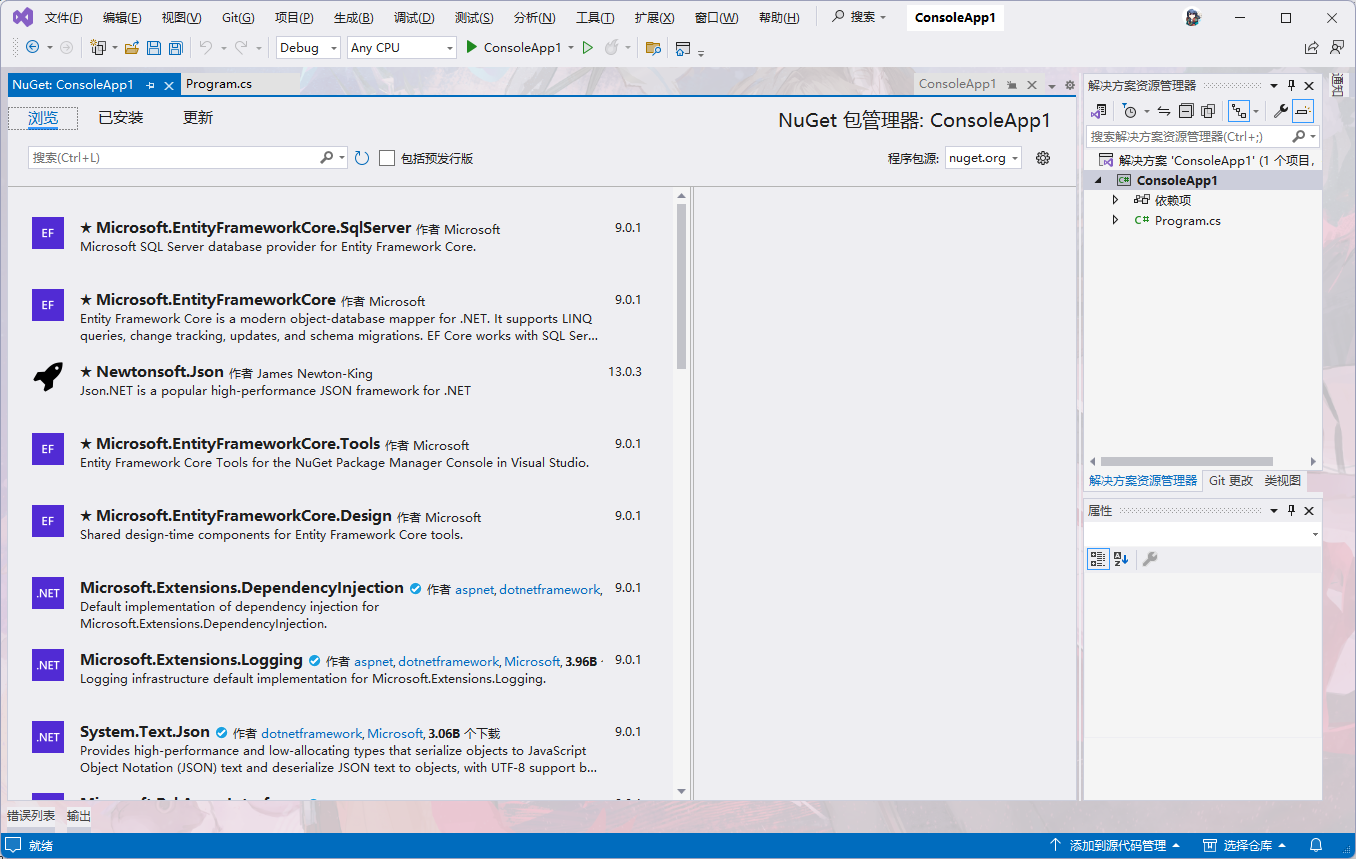 文件(F) 编辑(E) 视图(V) Git(G) 项目(P) 生成(B) 调试(D) 测试(S) 分析(N) 工具(T) 扩展(X) 窗口(W) 帮助(H) 搜索 ConsoleApp1
Debug Any CPU ConsoleApp1
NuGet: ConsoleApp1 Program.cs ConsoleApp1
浏览 已安装 更新
NuGet 包管理器: ConsoleApp1
搜索(Ctrl+L) 包括预发行版 程序包源: nuget.org
EF ★ Microsoft.EntityFrameworkCore.SqlServer 作者 Microsoft 9.0.1
Microsoft SQL Server database provider for Entity Framework Core.
EF ★ Microsoft.EntityFrameworkCore 作者 Microsoft 9.0.1
Entity Framework Core is a modern object-database mapper for .NET. It supports LINQ
queries, change tracking, updates, and schema migrations. EF Core works with SQL Ser...
★ Newtonsoft.Json 作者 James Newton-King 13.0.3
Json.NET is a popular high-performance JSON framework for .NET
EF ★ Microsoft.EntityFrameworkCore.Tools 作者 Microsoft 9.0.1
Entity Framework Core Tools for the NuGet Package Manager Console in Visual Studio.
EF ★ Microsoft.EntityFrameworkCore.Design 作者 Microsoft 9.0.1
Shared design-time components for Entity Framework Core tools.
.NET Microsoft.Extensions.DependencyInjection 作者 aspnet, dotnetframework, 9.0.1
Default implementation of dependency injection for
Microsoft.Extensions.DependencyInjection.
.NET Microsoft.Extensions.Logging 作者 aspnet, dotnetframework, Microsoft, 3.96B 9.0.1
Logging infrastructure default implementation for Microsoft.Extensions.Logging.
.NET System.Text.Json 作者 dotnetframework, Microsoft, 3.06B 个下载 9.0.1
Provides high-performance and low-allocating types that serialize objects to JavaScript
Object Notation (JSON) text and deserialize JSON text to objects, with UTF-8 support b...
解决方案资源管理器
搜索解决方案资源管理器(Ctrl+;)
解决方案 'ConsoleApp1' (1 个项目,
C# ConsoleApp1
依赖项
C# Program.cs
解决方案资源管理器 Git 更改 类视图
属性
通知
错误列表 输出
就绪 添加到源代码管理 选择仓库